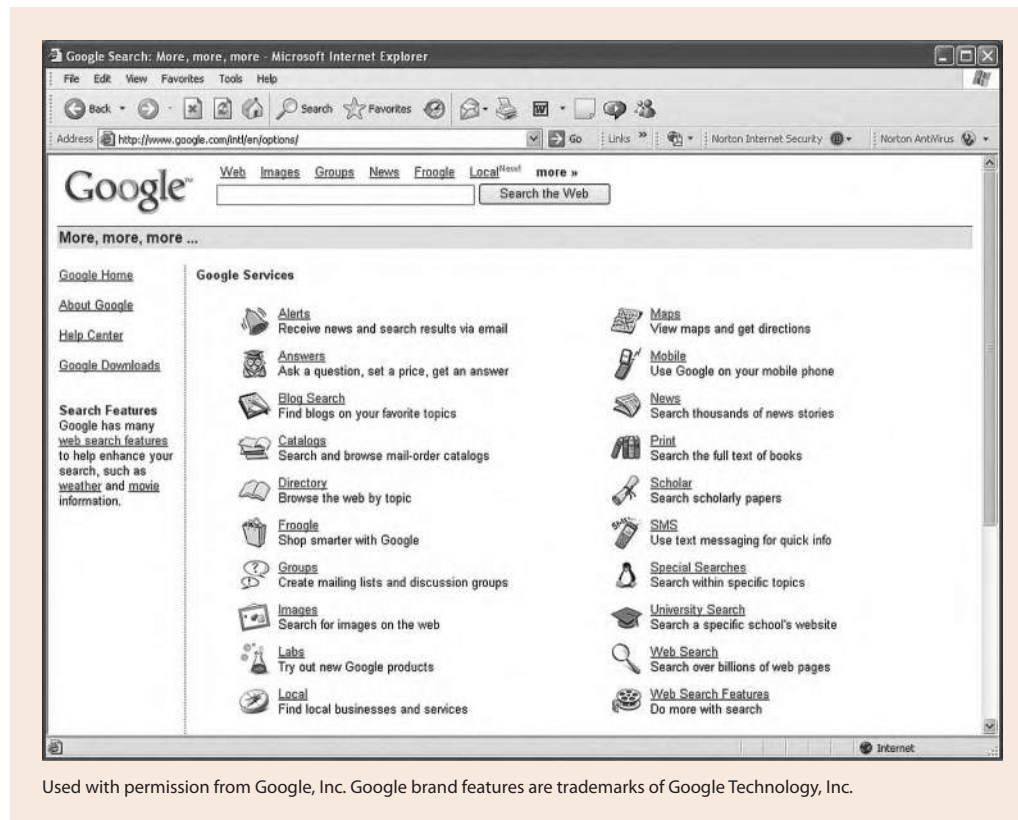 Google Search: More, more, more - Microsoft Internet Explorer
File Edit View Favorites Tools Help
Back Search Favorites
Address http://www.google.com/intl/en/options/ Go Links » Norton Internet Security Norton AntiVirus
Google™
Web Images Groups News Froogle Local New! more »
Search the Web
More, more, more ...
Google Home
About Google
Help Center
Google Downloads
Search Features
Google has many
web search features
to help enhance your
search, such as
weather and movie
information.
Google Services
Alerts
Receive news and search results via email
Answers
Ask a question, set a price, get an answer
Blog Search
Find blogs on your favorite topics
Catalogs
Search and browse mail-order catalogs
Directory
Browse the web by topic
Froogle
Shop smarter with Google
Groups
Create mailing lists and discussion groups
Images
Search for images on the web
Labs
Try out new Google products
Local
Find local businesses and services
Maps
View maps and get directions
Mobile
Use Google on your mobile phone
News
Search thousands of news stories
Print
Search the full text of books
Scholar
Search scholarly papers
SMS
Use text messaging for quick info
Special Searches
Search within specific topics
University Search
Search a specific school's website
Web Search
Search over billions of web pages
Web Search Features
Do more with search
Internet
Used with permission from Google, Inc. Google brand features are trademarks of Google Technology, Inc.